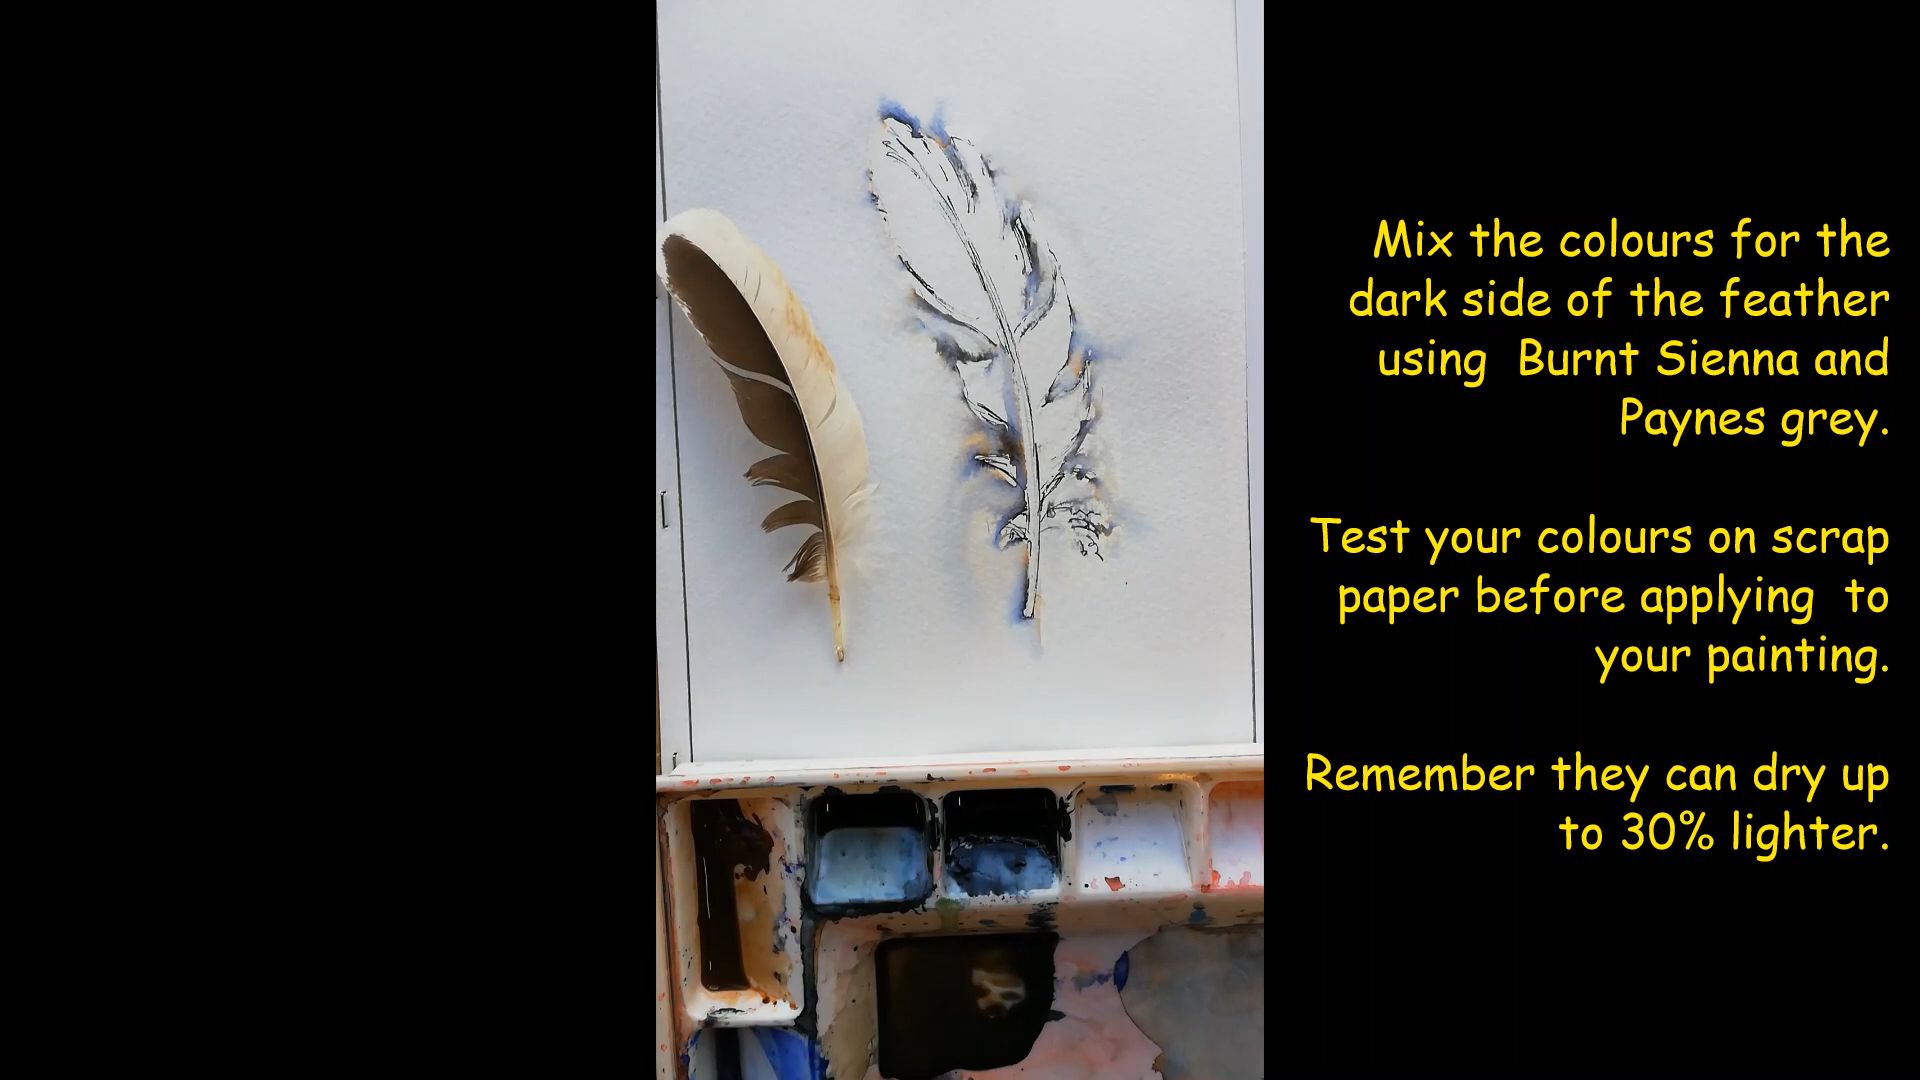 Mix the colours for the
dark side of the feather
using  Burnt Sienna and
Paynes grey.
Test your colours on scrap
paper before applying  to
your painting.
Remember they can dry up
to 30% lighter.